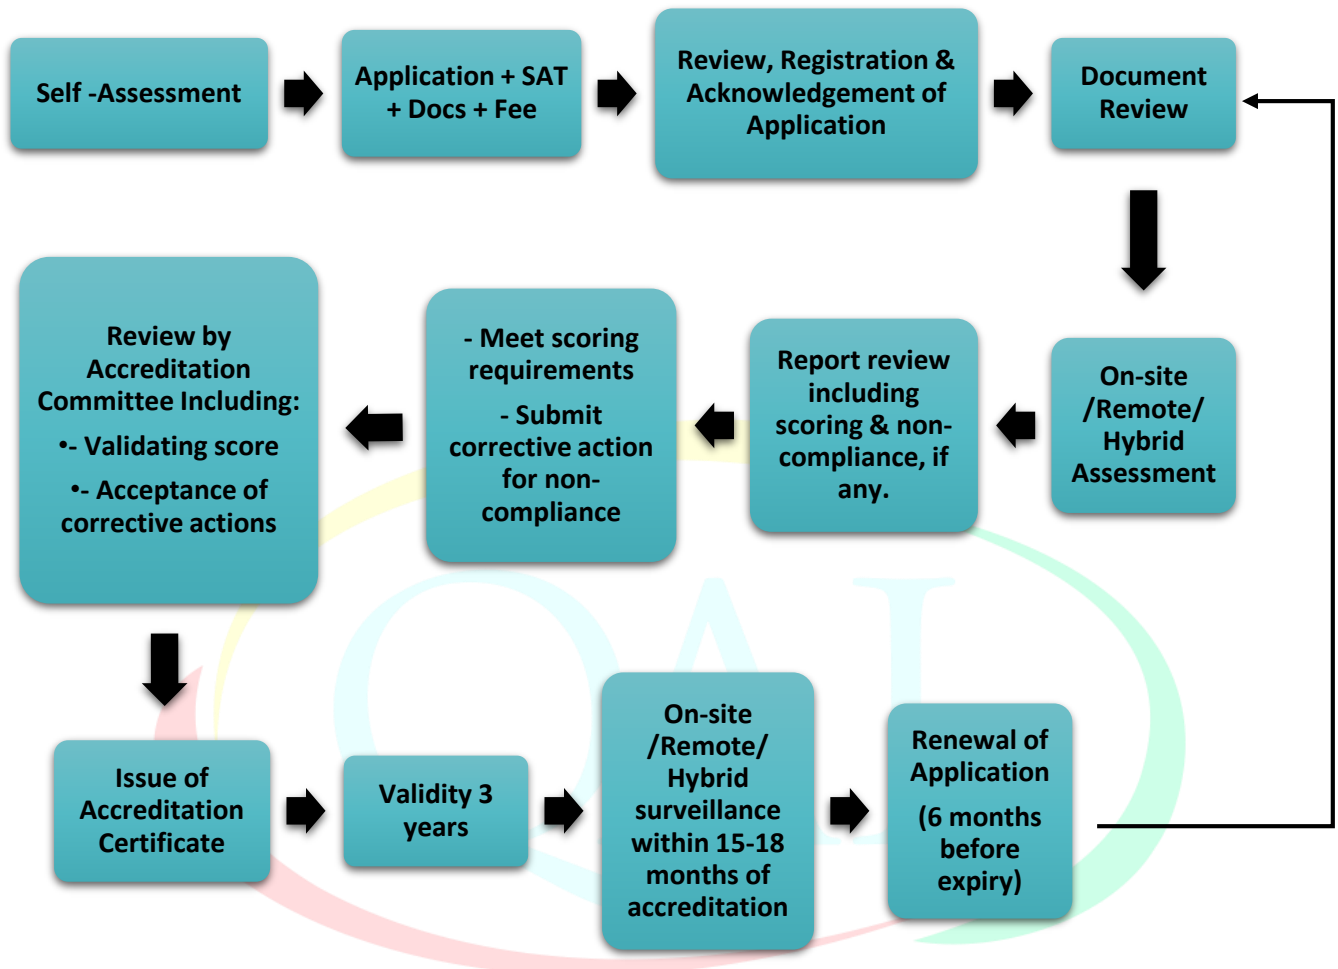 Self -Assessment
Application + SAT
+ Docs + Fee
Review, Registration &
Acknowledgement of
Application
Document
Review
On-site
/Remote/
Hybrid
Assessment
Report review
including
scoring & non-
compliance, if
any.
- Meet scoring
requirements
- Submit
corrective action
for non-
compliance
Review by
Accreditation
Committee Including:
•- Validating score
•- Acceptance of
corrective actions
Issue of
Accreditation
Certificate
Validity 3
years
On-site
/Remote/
Hybrid
surveillance
within 15-18
months of
accreditation
Renewal of
Application
(6 months
before
expiry)
QAI